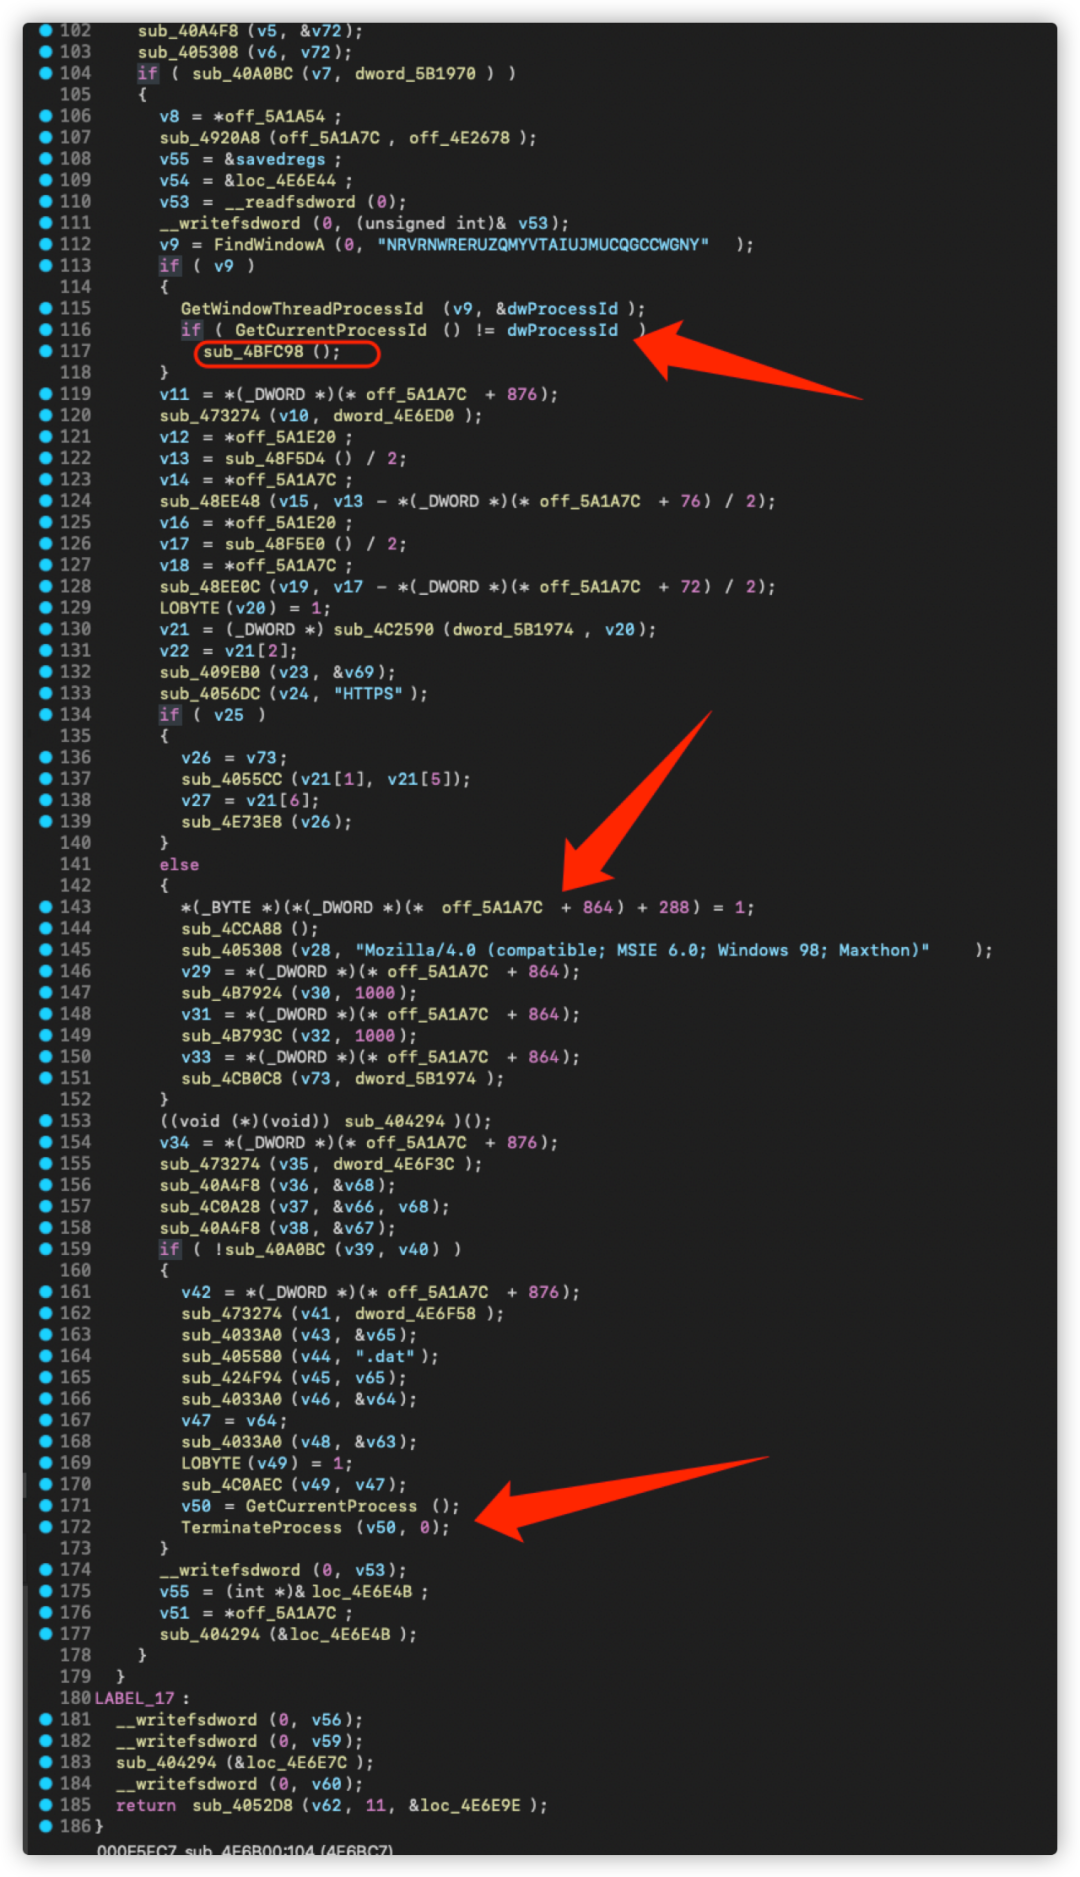 102 sub_40A4F8 (v5, &v72);
103 sub_405308 (v6, v72);
104 if ( sub_40A0BC (v7, dword_5B1970 ) )
105 {
106 v8 = *off_5A1A54 ;
107 sub_4920A8 (off_5A1A7C , off_4E2678 );
108 v55 = &savedregs ;
109 v54 = &loc_4E6E44 ;
110 v53 = __readfsdword (0);
111 __writefsdword (0, (unsigned int)& v53);
112 v9 = FindWindowA (0, "NRVRNWRERUZQMYVTAIUJMUCQGCCWGNY" );
113 if ( v9 )
114 {
115 GetWindowThreadProcessId (v9, &dwProcessId );
116 if ( GetCurrentProcessId () != dwProcessId )
117 sub_4BFC98 ();
118 }
119 v11 = *(_DWORD *)(* off_5A1A7C + 876);
120 sub_473274 (v10, dword_4E6ED0 );
121 v12 = *off_5A1E20 ;
122 v13 = sub_48F5D4 () / 2;
123 v14 = *off_5A1A7C ;
124 sub_48EE48 (v15, v13 - *(_DWORD *)(* off_5A1A7C + 76) / 2);
125 v16 = *off_5A1E20 ;
126 v17 = sub_48F5E0 () / 2;
127 v18 = *off_5A1A7C ;
128 sub_48EE0C (v19, v17 - *(_DWORD *)(* off_5A1A7C + 72) / 2);
129 LOBYTE (v20) = 1;
130 v21 = (_DWORD *) sub_4C2590 (dword_5B1974 , v20);
131 v22 = v21[2];
132 sub_409EB0 (v23, &v69);
133 sub_4056DC (v24, "HTTPS" );
134 if ( v25 )
135 {
136 v26 = v73;
137 sub_4055CC (v21[1], v21[5]);
138 v27 = v21[6];
139 sub_4E73E8 (v26);
140 }
141 else
142 {
143 *(_BYTE *)(*(_DWORD *)(* off_5A1A7C + 864) + 288) = 1;
144 sub_4CCA88 ();
145 sub_405308 (v28, "Mozilla/4.0 (compatible; MSIE 6.0; Windows 98; Maxthon)" );
146 v29 = *(_DWORD *)(* off_5A1A7C + 864);
147 sub_4B7924 (v30, 1000);
148 v31 = *(_DWORD *)(* off_5A1A7C + 864);
149 sub_4B793C (v32, 1000);
150 v33 = *(_DWORD *)(* off_5A1A7C + 864);
151 sub_4CB0C8 (v73, dword_5B1974 );
152 }
153 ((void (*)(void)) sub_404294 )();
154 v34 = *(_DWORD *)(* off_5A1A7C + 876);
155 sub_473274 (v35, dword_4E6F3C );
156 sub_40A4F8 (v36, &v68);
157 sub_4C0A28 (v37, &v66, v68);
158 sub_40A4F8 (v38, &v67);
159 if ( !sub_40A0BC (v39, v40) )
160 {
161 v42 = *(_DWORD *)(* off_5A1A7C + 876);
162 sub_473274 (v41, dword_4E6F58 );
163 sub_4033A0 (v43, &v65);
164 sub_405580 (v44, ".dat" );
165 sub_424F94 (v45, v65);
166 sub_4033A0 (v46, &v64);
167 v47 = v64;
168 sub_4033A0 (v48, &v63);
169 LOBYTE (v49) = 1;
170 sub_4C0AEC (v49, v47);
171 v50 = GetCurrentProcess ();
172 TerminateProcess (v50, 0);
173 }
174 __writefsdword (0, v53);
175 v55 = (int *)& loc_4E6E4B ;
176 v51 = *off_5A1A7C ;
177 sub_404294 (&loc_4E6E4B );
178 }
179 }
180 LABEL_17 :
181 __writefsdword (0, v56);
182 __writefsdword (0, v59);
183 sub_404294 (&loc_4E6E7C );
184 __writefsdword (0, v60);
185 return sub_4052D8 (v62, 11, &loc_4E6E9E );
186 }
000E5FC7 sub_4E6B00:104 (4E6BC7)